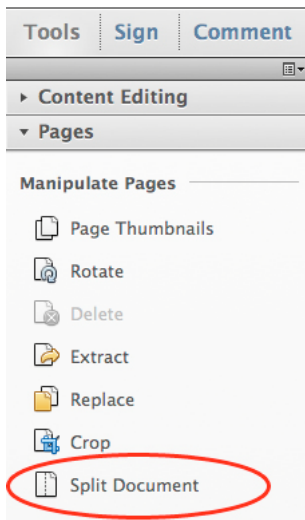 Tools Sign Comment
Content Editing
Pages
Manipulate Pages
Page Thumbnails
Rotate
Delete
Extract
Replace
Crop
Split Document